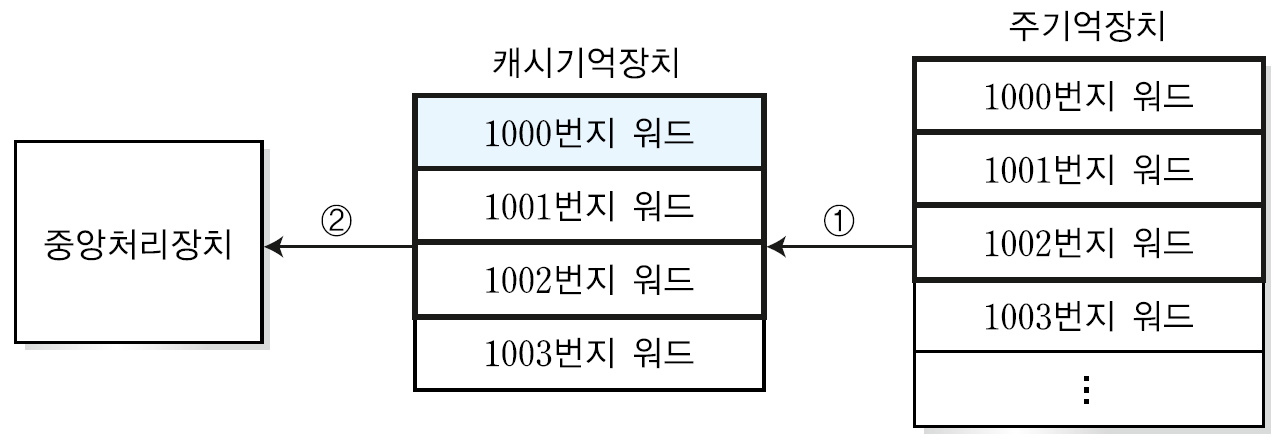 주기억장치
캐시기억장치
1000번지 워드
1001번지 워드
1002번지 워드
1003번지 워드
⋮
①
1000번지 워드
1001번지 워드
1002번지 워드
1003번지 워드
②
중앙처리장치